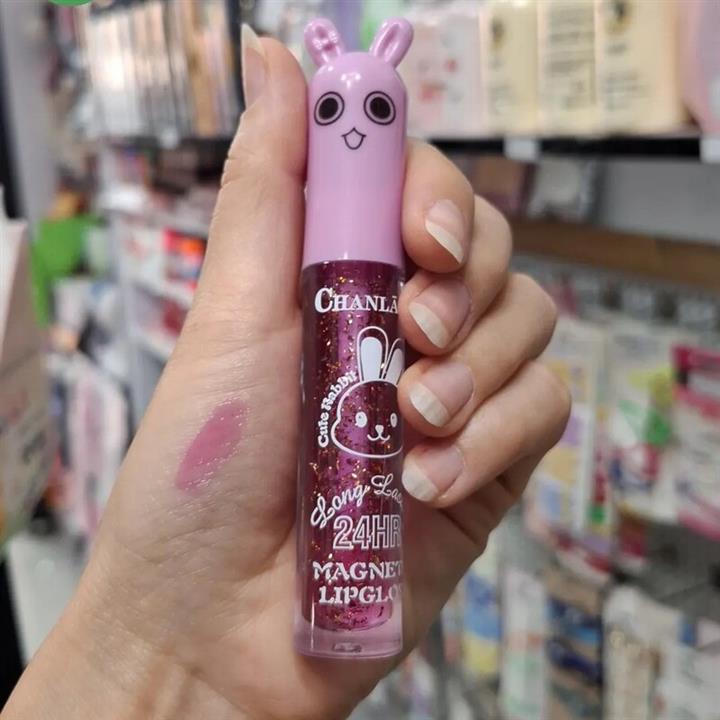 CHANLA
Cute Rabbit
Long Las
24HR
MAGNET
LIPGLO